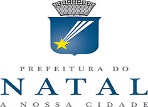 PREFEITURA DO
NATAL
A NOSSA CIDADE